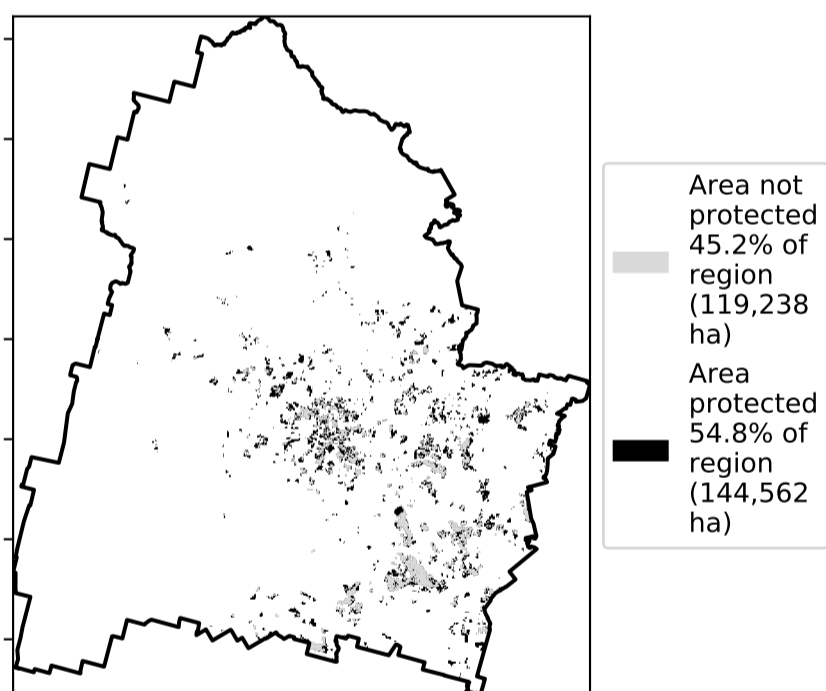 Area not
protected
45.2% of
region
(119,238
ha)
Area
protected
54.8% of
region
(144,562
ha)